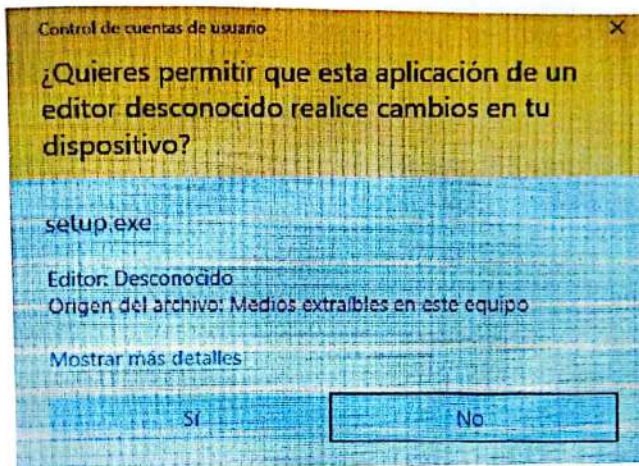 Control de cuentas de usuario
¿Quieres permitir que esta aplicación de un
editor desconocido realice cambios en tu
dispositivo?
setup.exe
Editor: Desconocido
Origen del archivo: Medios extraíbles en este equipo
Mostrar más detalles
Sí
No